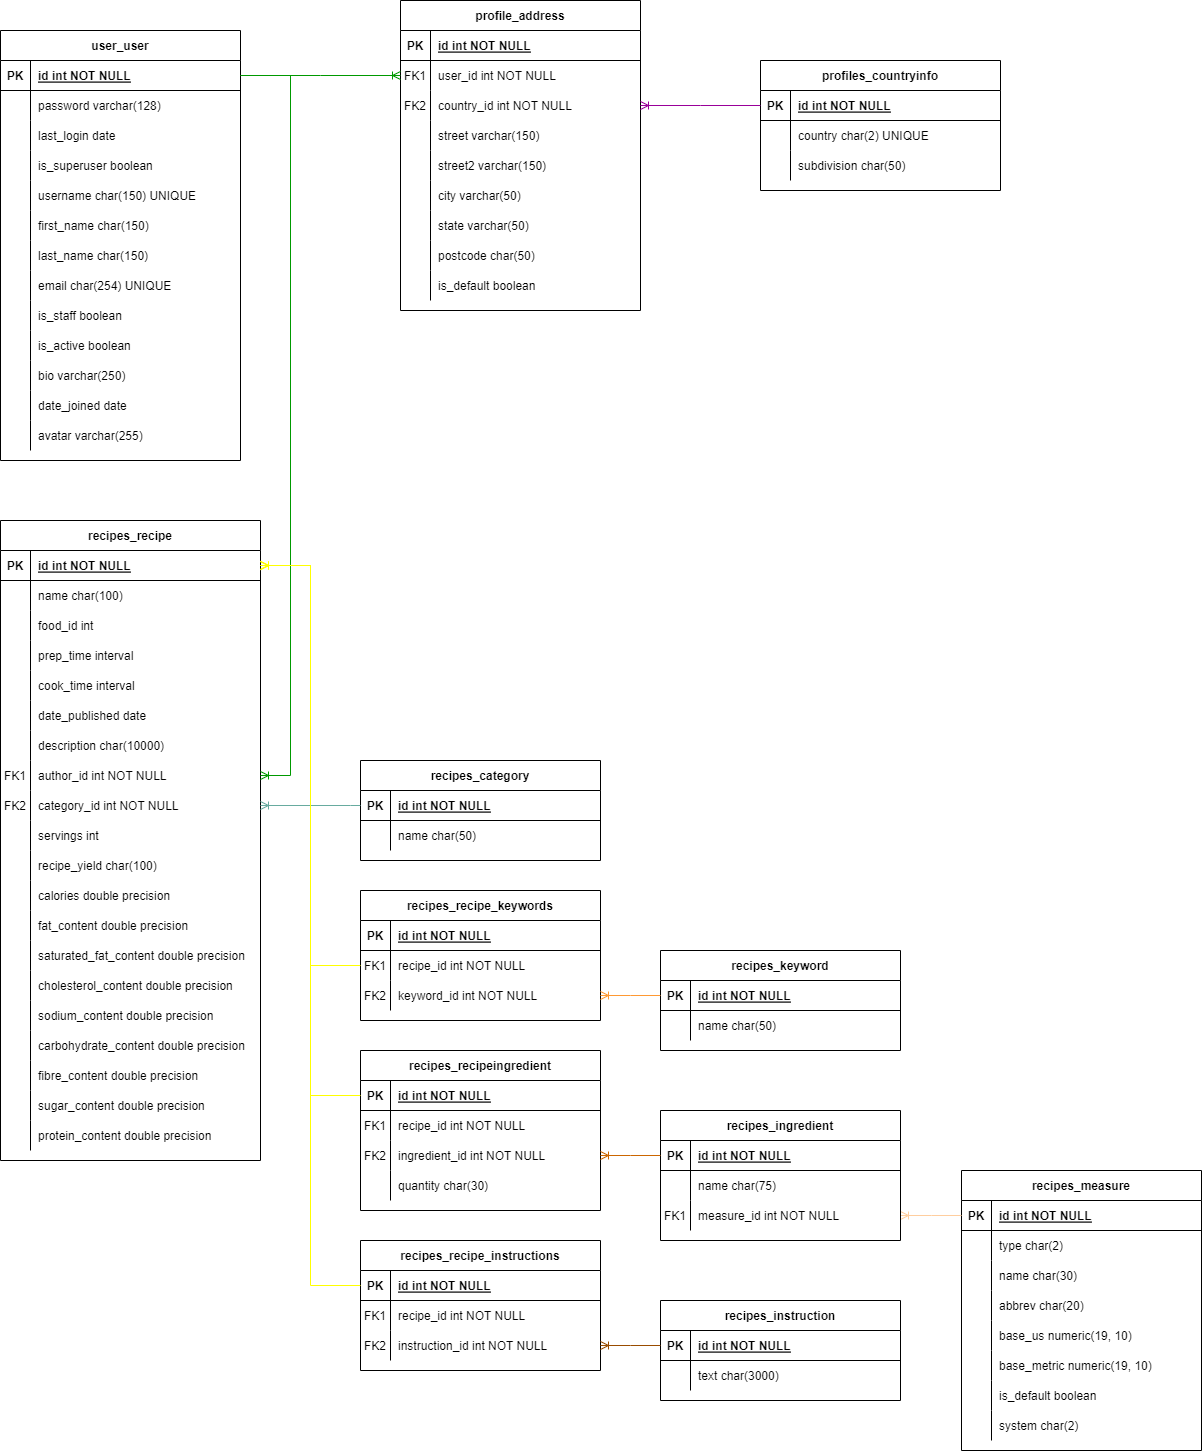 user_user
PK id int NOT NULL
password varchar(128)
last_login date
is_superuser boolean
username char(150) UNIQUE
first_name char(150)
last_name char(150)
email char(254) UNIQUE
is_staff boolean
is_active boolean
bio varchar(250)
date_joined date
avatar varchar(255)
profile_address
PK id int NOT NULL
FK1 user_id int NOT NULL
FK2 country_id int NOT NULL
street varchar(150)
street2 varchar(150)
city varchar(50)
state varchar(50)
postcode char(50)
is_default boolean
profiles_countryinfo
PK id int NOT NULL
country char(2) UNIQUE
subdivision char(50)
recipes_recipe
PK id int NOT NULL
name char(100)
food_id int
prep_time interval
cook_time interval
date_published date
description char(10000)
FK1 author_id int NOT NULL
FK2 category_id int NOT NULL
servings int
recipe_yield char(100)
calories double precision
fat_content double precision
saturated_fat_content double precision
cholesterol_content double precision
sodium_content double precision
carbohydrate_content double precision
fibre_content double precision
sugar_content double precision
protein_content double precision
recipes_category
PK id int NOT NULL
name char(50)
recipes_recipe_keywords
PK id int NOT NULL
FK1 recipe_id int NOT NULL
FK2 keyword_id int NOT NULL
recipes_keyword
PK id int NOT NULL
name char(50)
recipes_recipeingredient
PK id int NOT NULL
FK1 recipe_id int NOT NULL
FK2 ingredient_id int NOT NULL
quantity char(30)
recipes_ingredient
PK id int NOT NULL
name char(75)
FK1 measure_id int NOT NULL
recipes_measure
PK id int NOT NULL
type char(2)
name char(30)
abbrev char(20)
base_us numeric(19, 10)
base_metric numeric(19, 10)
is_default boolean
system char(2)
recipes_recipe_instructions
PK id int NOT NULL
FK1 recipe_id int NOT NULL
FK2 instruction_id int NOT NULL
recipes_instruction
PK id int NOT NULL
text char(3000)